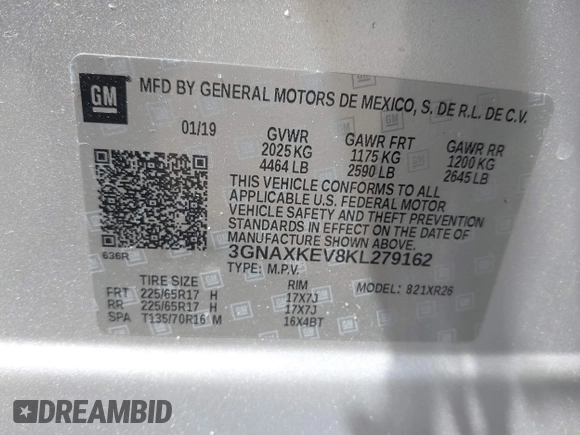 GM
MFD BY GENERAL MOTORS DE MEXICO, S. DE R.L. DE C.V.
01/19 GVWR GAWR FRT GAWR RR
2025 KG 1175 KG 1200 KG
4464 LB 2590 LB 2645 LB
THIS VEHICLE CONFORMS TO ALL
APPLICABLE U.S. FEDERAL MOTOR
VEHICLE SAFETY AND THEFT PREVENTION
STANDARDS IN EFFECT ON THE DATE OF
MANUFACTURE SHOWN ABOVE.
636R 3GNAXKEV8KL279162
TYPE: M.P.V.
TIRE SIZE RIM MODEL: 821XR26
FRT 225/65R17 H 17X7J
RR 225/65R17 H 17X7J
SPA T135/70R16 M 16X4BT
DREAMBID